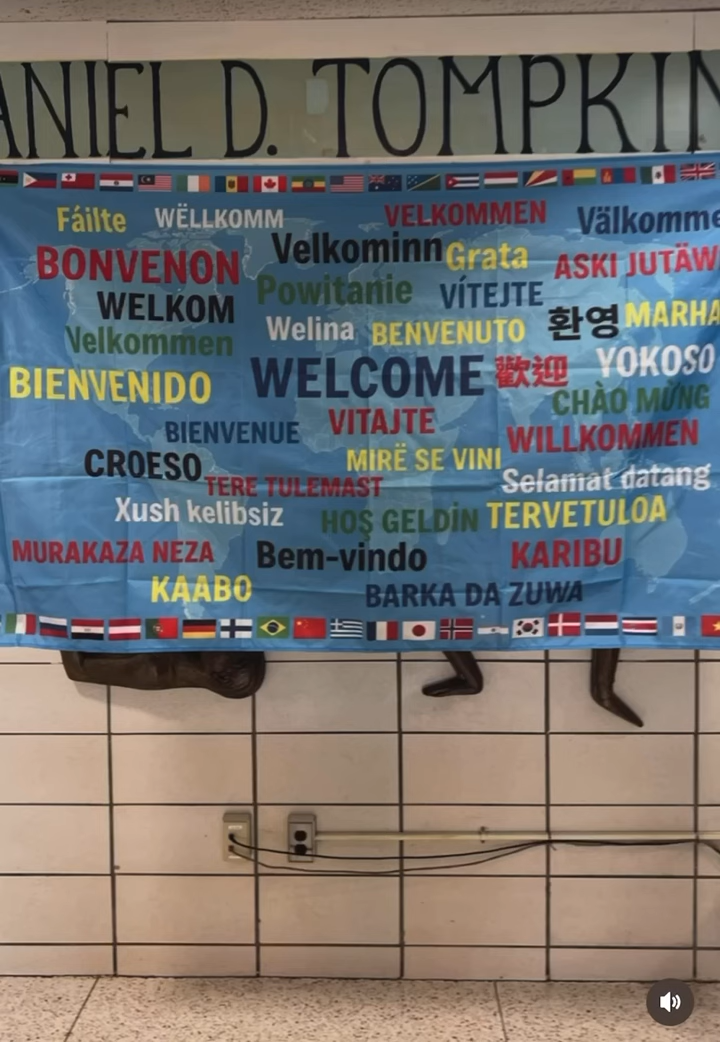 ANIEL D. TOMPKIN
Fáilte WËLLKOMM VELKOMMEN Välkomme
BONVENON Velkominn Grata ASKI JUTÄW
WELKOM Powitanie VÍTEJTE
Velkommen Welina BENVENUTO 환영 MARHA
BIENVENIDO WELCOME 歡迎 YOKOSO
CHÀO MỪNG
BIENVENUE VITAJTE WILLKOMMEN
CROESO MIRË SE VINI
TERE TULEMAST Selamat datang
Xush kelibsiz HOŞ GELDİN TERVETULOA
MURAKAZA NEZA Bem-vindo KARIBU
KAABO BARKA DA ZUWA